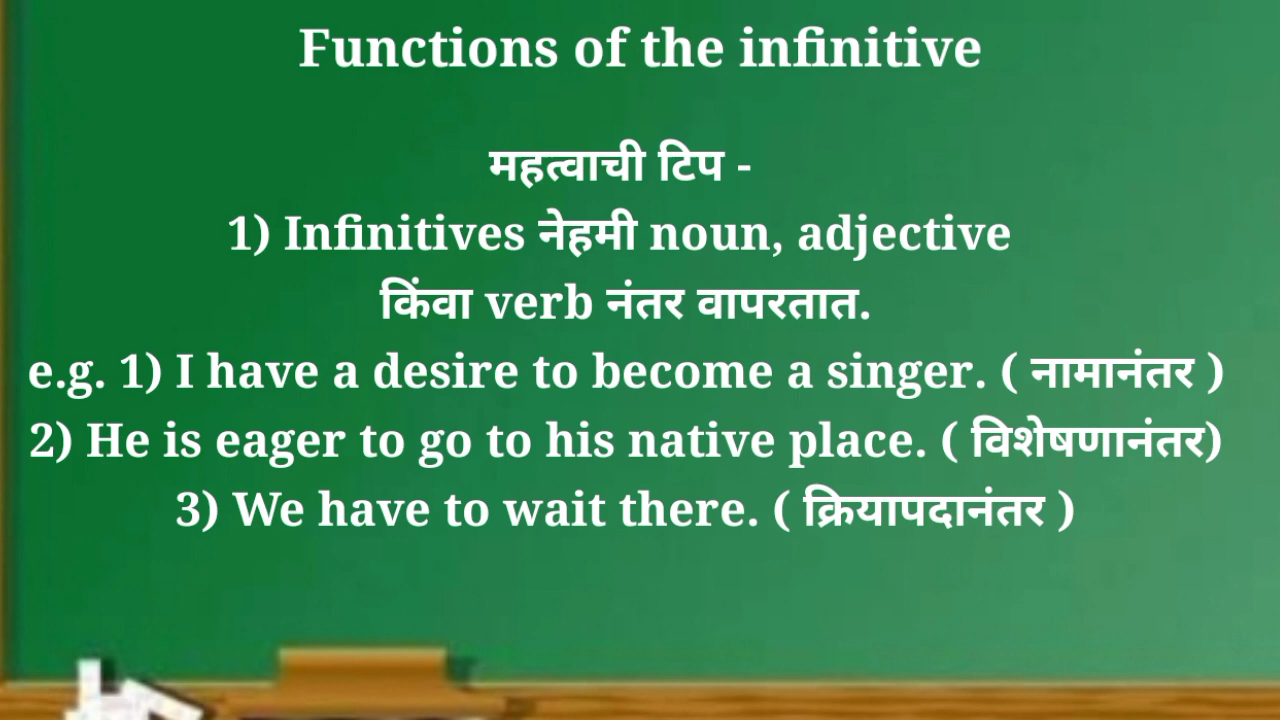 Functions of the infinitive
महत्वाची टिप -
1) Infinitives नेहमी noun, adjective
किंवा verb नंतर वापरतात.
e.g. 1) I have a desire to become a singer. ( नामानंतर )
2) He is eager to go to his native place. ( विशेषणानंतर)
3) We have to wait there. ( क्रियापदानंतर )